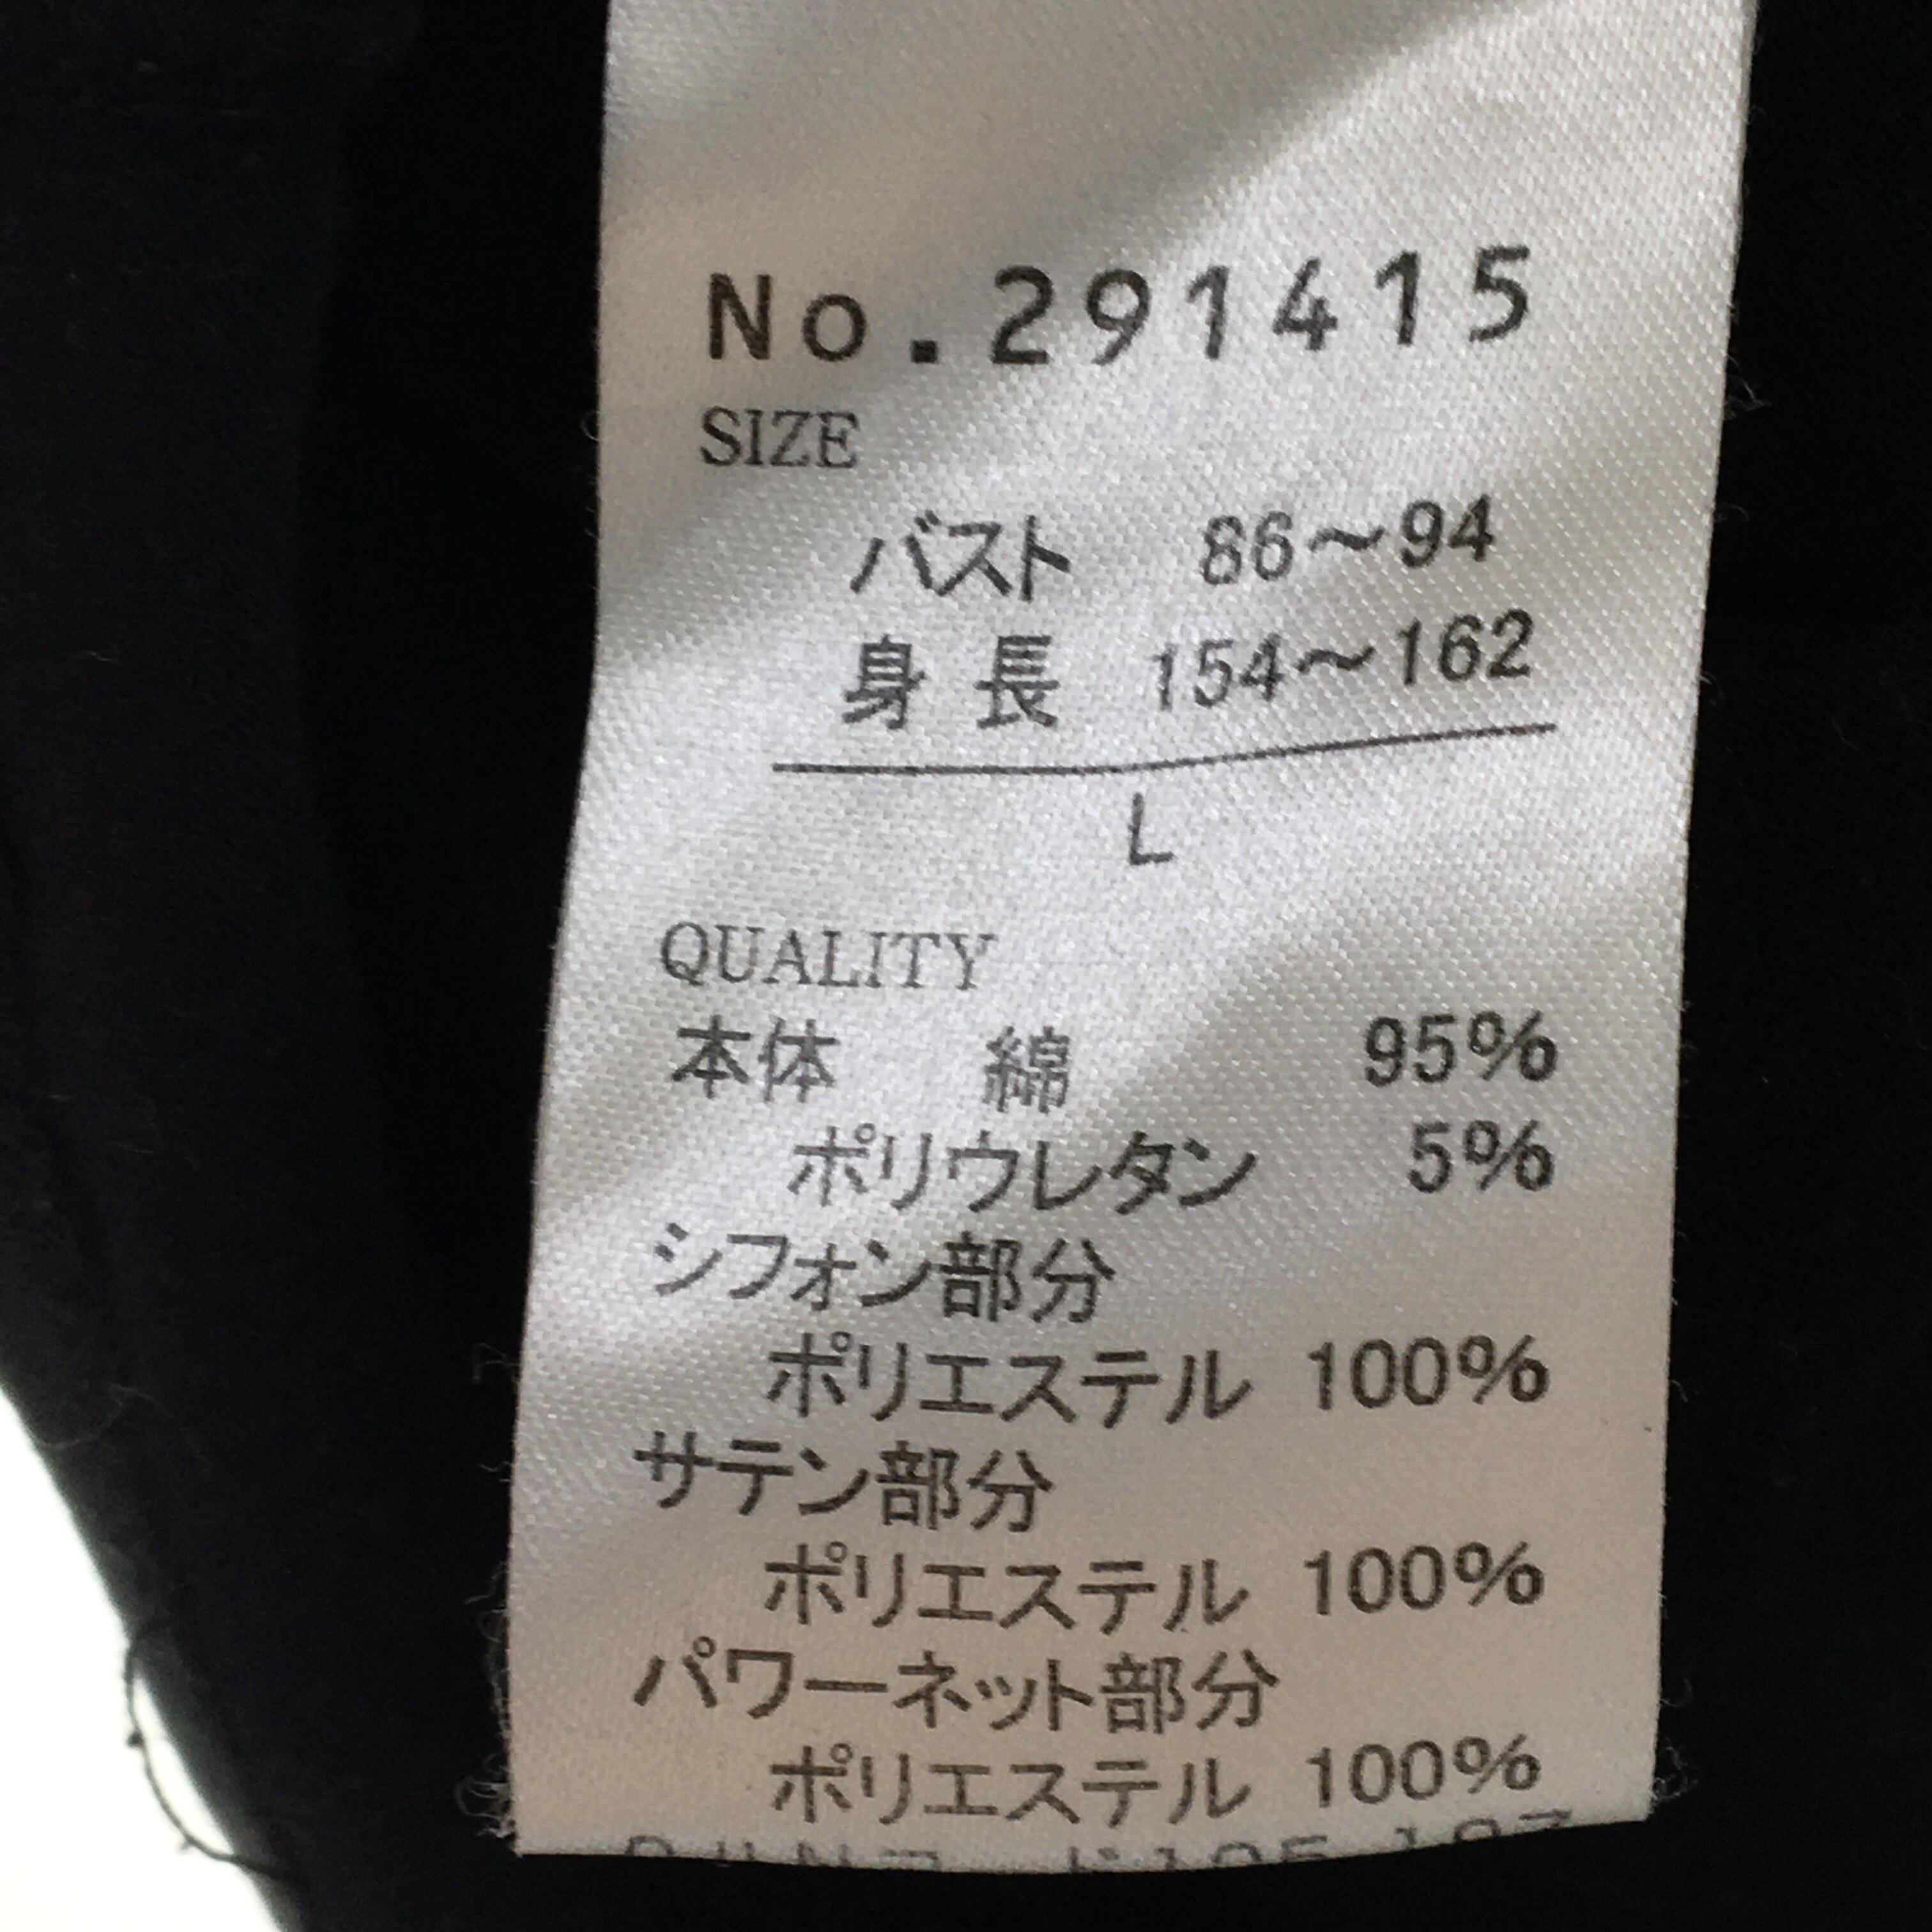 No.291415
SIZE
バスト 86〜94
身長 154〜162
L
QUALITY
本体 綿 95%
ポリウレタン 5%
シフォン部分
ポリエステル 100%
サテン部分
ポリエステル 100%
パワーネット部分
ポリエステル 100%